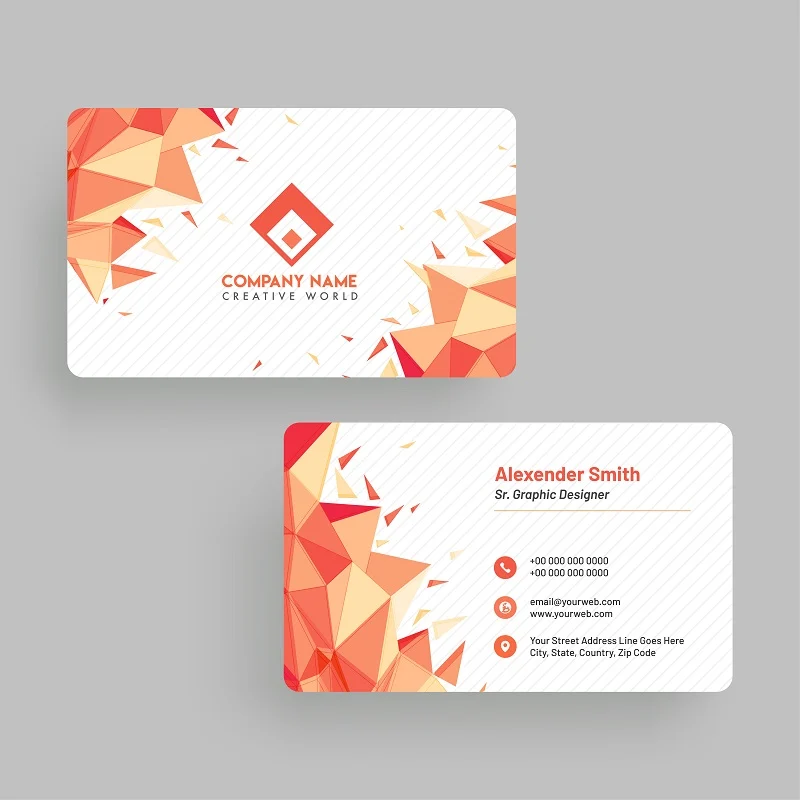 COMPANY NAME
CREATIVE WORLD
Alexender Smith
Sr. Graphic Designer
+00 000 000 0000
+00 000 000 0000
email@yourweb.com
www.yourweb.com
Your Street Address Line Goes Here
City, State, Country, Zip Code